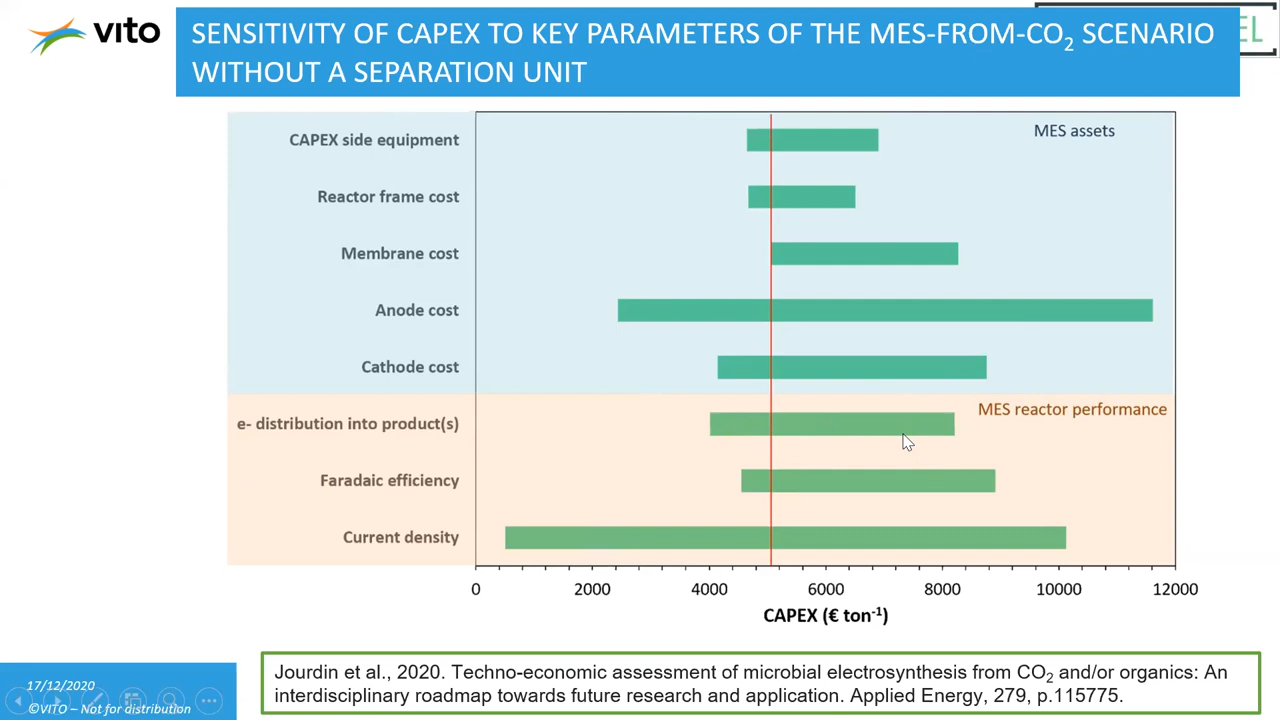 vito
SENSITIVITY OF CAPEX TO KEY PARAMETERS OF THE MES-FROM-CO₂ SCENARIO
WITHOUT A SEPARATION UNIT
EL
MES assets
CAPEX side equipment
Reactor frame cost
Membrane cost
Anode cost
Cathode cost
MES reactor performance
e- distribution into product(s)
Faradaic efficiency
Current density
0 2000 4000 6000 8000 10000 12000
CAPEX (€ ton⁻¹)
Jourdin et al., 2020. Techno-economic assessment of microbial electrosynthesis from CO₂ and/or organics: An
interdisciplinary roadmap towards future research and application. Applied Energy, 279, p.115775.
17/12/2020
©VITO – Not for distribution